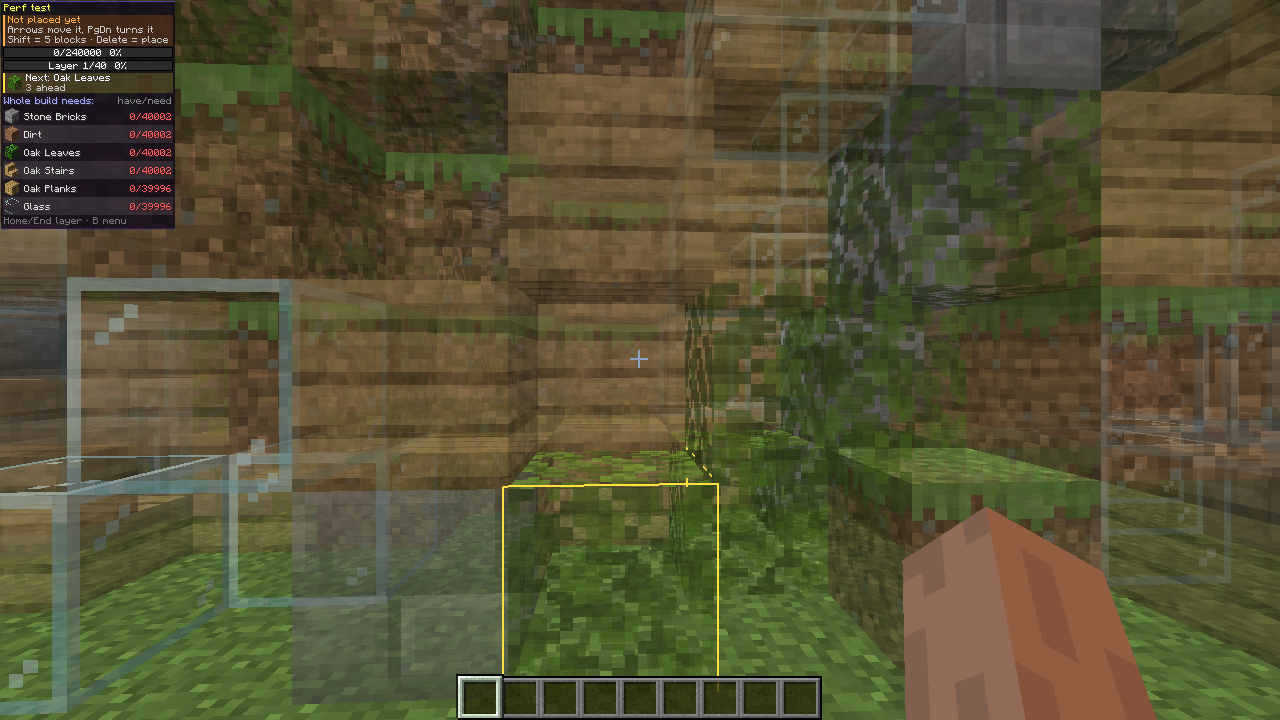 Perf test
Not placed yet
Arrows move it, PgDn turns it
Shift = 5 blocks · Delete = place
0/240000 0%
Layer 1/40 0%
Next: Oak Leaves
3 ahead
Whole build needs: have/need
Stone Bricks 0/40002
Dirt 0/40002
Oak Leaves 0/40002
Oak Stairs 0/40002
Oak Planks 0/39996
Glass 0/39996
Home/End layer · B menu